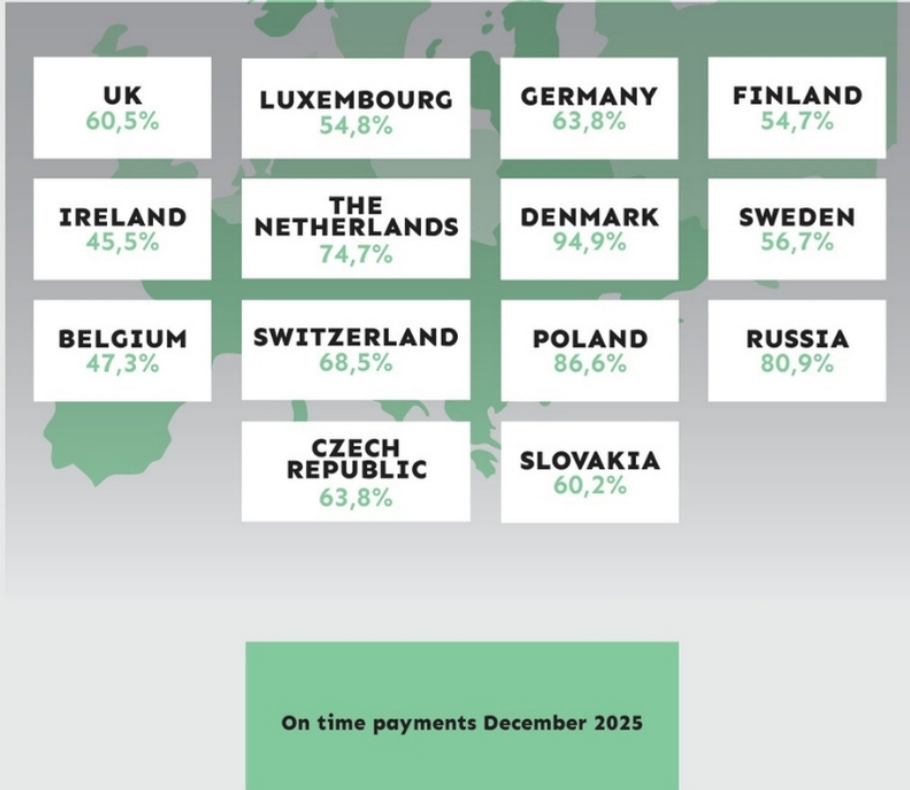 UK
60,5%
LUXEMBOURG
54,8%
GERMANY
63,8%
FINLAND
54,7%
IRELAND
45,5%
THE
NETHERLANDS
74,7%
DENMARK
94,9%
SWEDEN
56,7%
BELGIUM
47,3%
SWITZERLAND
68,5%
POLAND
86,6%
RUSSIA
80,9%
CZECH
REPUBLIC
63,8%
SLOVAKIA
60,2%
On time payments December 2025